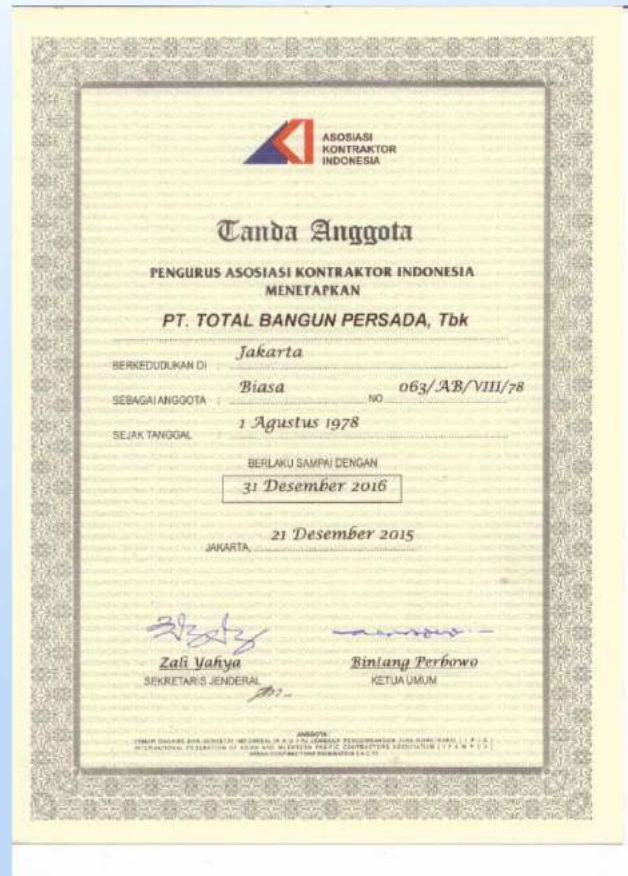 ASOSIASI
KONTRAKTOR
INDONESIA
Tanda Anggota
PENGURUS ASOSIASI KONTRAKTOR INDONESIA
MENETAPKAN
PT. TOTAL BANGUN PERSADA, Tbk
BERKEDUDUKAN DI : Jakarta
SEBAGAI ANGGOTA : Biasa NO 063/AB/VIII/78
SEJAK TANGGAL : 1 Agustus 1978
BERLAKU SAMPAI DENGAN
31 Desember 2016
JAKARTA, 21 Desember 2015
Zali Yahya Bintang Perbowo
SEKRETARIS JENDERAL KETUA UMUM
ANGGOTA :